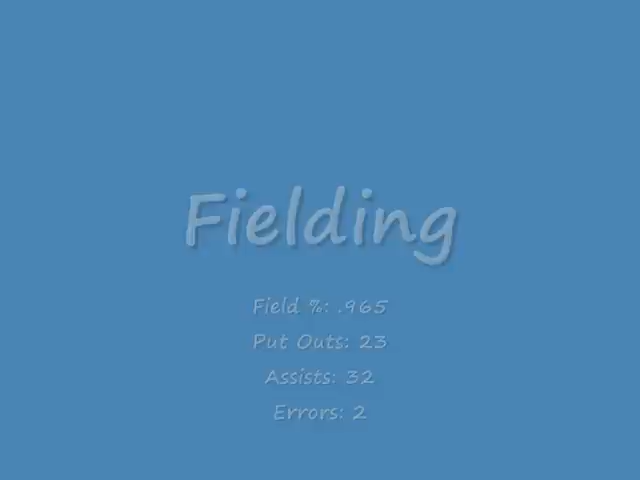 Fielding
Field %: .965
Put Outs: 23
Assists: 32
Errors: 2